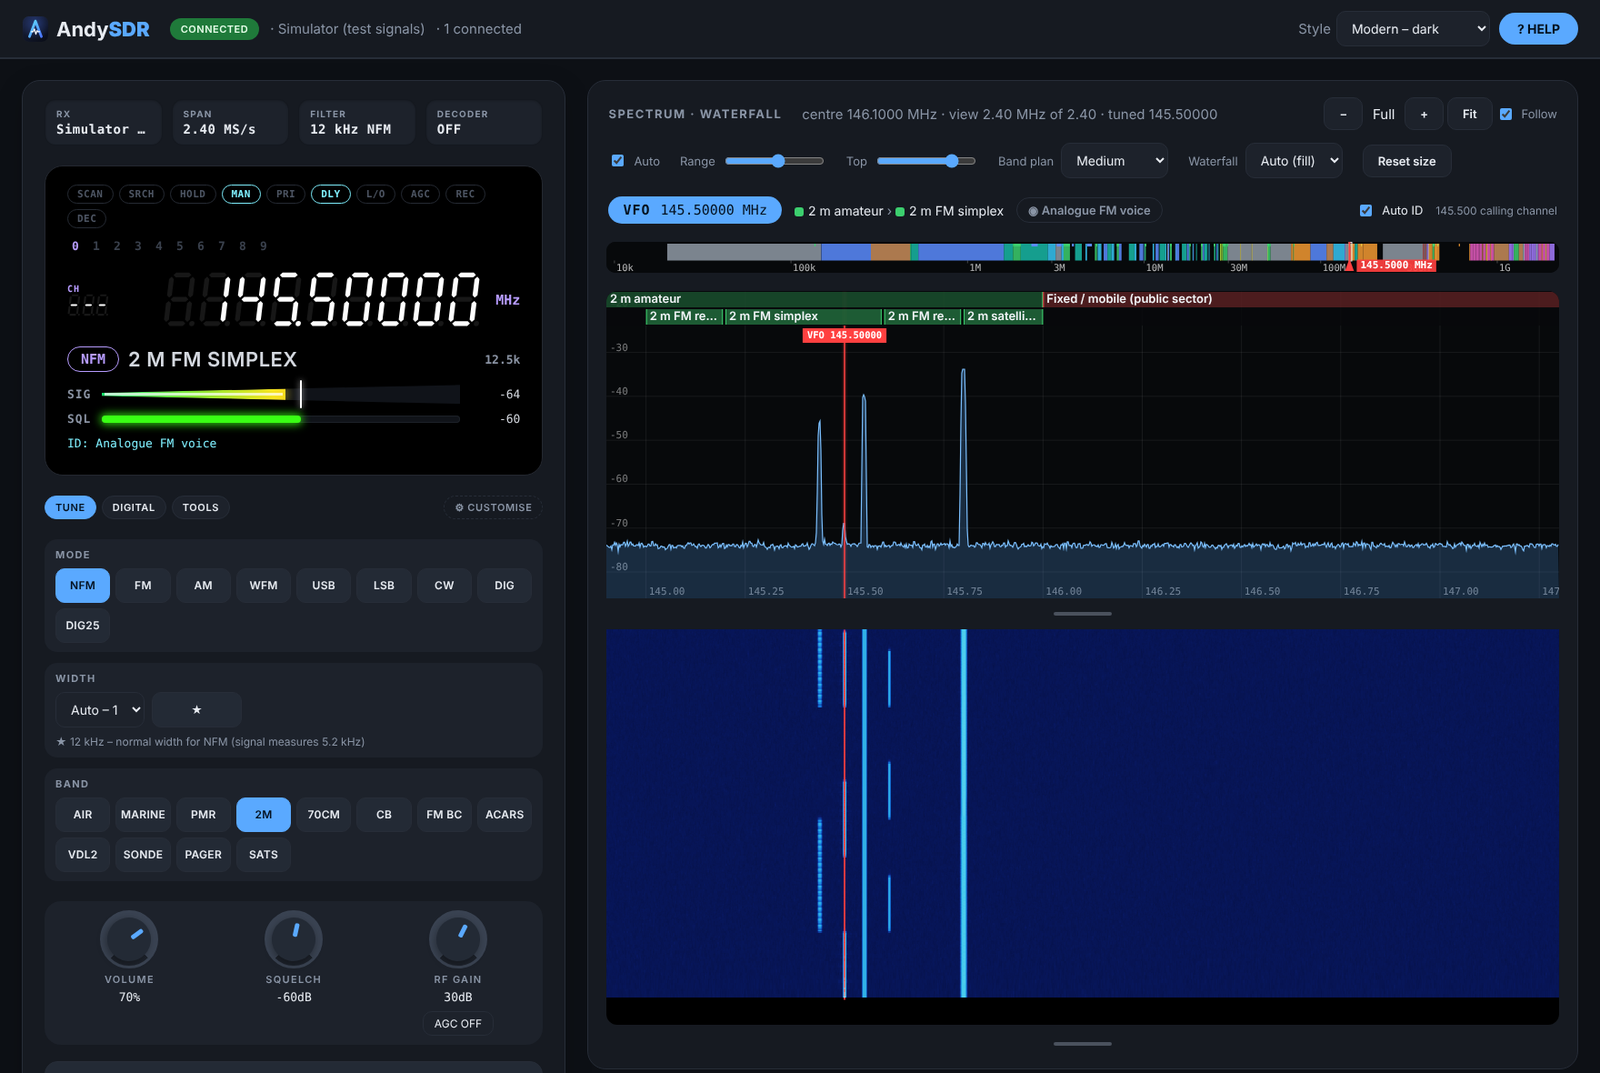 AndySDR CONNECTED · Simulator (test signals) · 1 connected Style Modern – dark ? HELP
RX SPAN FILTER DECODER
Simulator … 2.40 MS/s 12 kHz NFM OFF
SCAN SRCH HOLD MAN PRI DLY L/O AGC REC
DEC
0 1 2 3 4 5 6 7 8 9
CH
--- 145.50000 MHz
NFM 2 M FM SIMPLEX 12.5k
SIG -64
SQL -60
ID: Analogue FM voice
TUNE DIGITAL TOOLS ⚙ CUSTOMISE
MODE
NFM FM AM WFM USB LSB CW DIG
DIG25
WIDTH
Auto – 1 ★
★ 12 kHz – normal width for NFM (signal measures 5.2 kHz)
BAND
AIR MARINE PMR 2M 70CM CB FM BC ACARS
VDL2 SONDE PAGER SATS
VOLUME SQUELCH RF GAIN
70% -60dB 30dB
AGC OFF
SPECTRUM · WATERFALL centre 146.1000 MHz · view 2.40 MHz of 2.40 · tuned 145.50000 − Full + Fit Follow
Auto Range Top Band plan Medium Waterfall Auto (fill) Reset size
VFO 145.50000 MHz 2 m amateur › 2 m FM simplex ◉ Analogue FM voice Auto ID 145.500 calling channel
10k 100k 1M 3M 10M 30M 100M 145.5000 MHz 1G
2 m amateur Fixed / mobile (public sector)
2 m FM re… 2 m FM simplex 2 m FM re… 2 m satelli…
VFO 145.50000
-30
-40
-50
-60
-70
-80
145.00 145.25 145.50 145.75 146.00 146.25 146.50 146.75 147.00 147